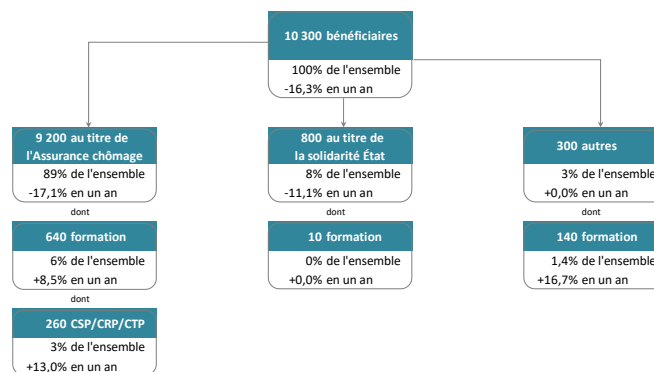 10 300 bénéficiaires
100% de l'ensemble
-16,3% en un an
9 200 au titre de
l'Assurance chômage
89% de l'ensemble
-17,1% en un an
dont
640 formation
6% de l'ensemble
+8,5% en un an
dont
260 CSP/CRP/CTP
3% de l'ensemble
+13,0% en un an
800 au titre de
la solidarité État
8% de l'ensemble
-11,1% en un an
dont
10 formation
0% de l'ensemble
+0,0% en un an
300 autres
3% de l'ensemble
+0,0% en un an
dont
140 formation
1,4% de l'ensemble
+16,7% en un an